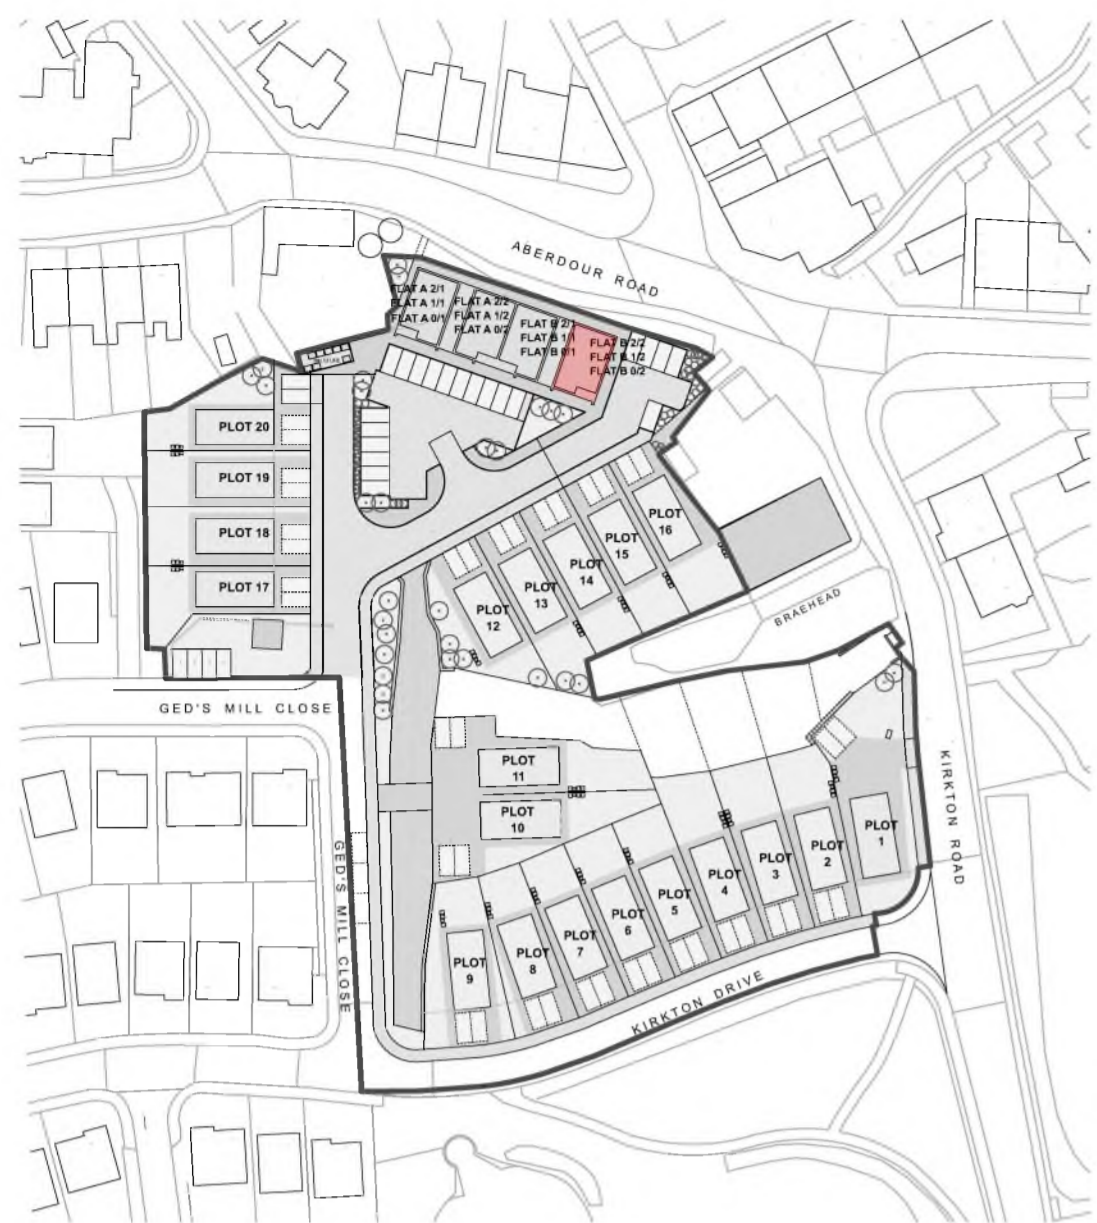 ABERDOUR ROAD
FLAT A 2/1
FLAT A 1/1
FLAT A 0/1
FLAT A 2/2
FLAT A 1/2
FLAT A 0/2
FLAT B 2/1
FLAT B 1/1
FLAT B 0/1
FLAT B 2/2
FLAT B 1/2
FLAT B 0/2
PLOT 20
PLOT 19
PLOT 18
PLOT 17
PLOT
16
PLOT
15
PLOT
14
PLOT
13
PLOT
12
BRAEHEAD
GED'S MILL CLOSE
PLOT
11
PLOT
10
KIRKTON ROAD
PLOT
1
PLOT
2
PLOT
3
PLOT
4
PLOT
5
PLOT
6
PLOT
7
PLOT
8
PLOT
9
GED'S MILL CLOSE
KIRKTON DRIVE